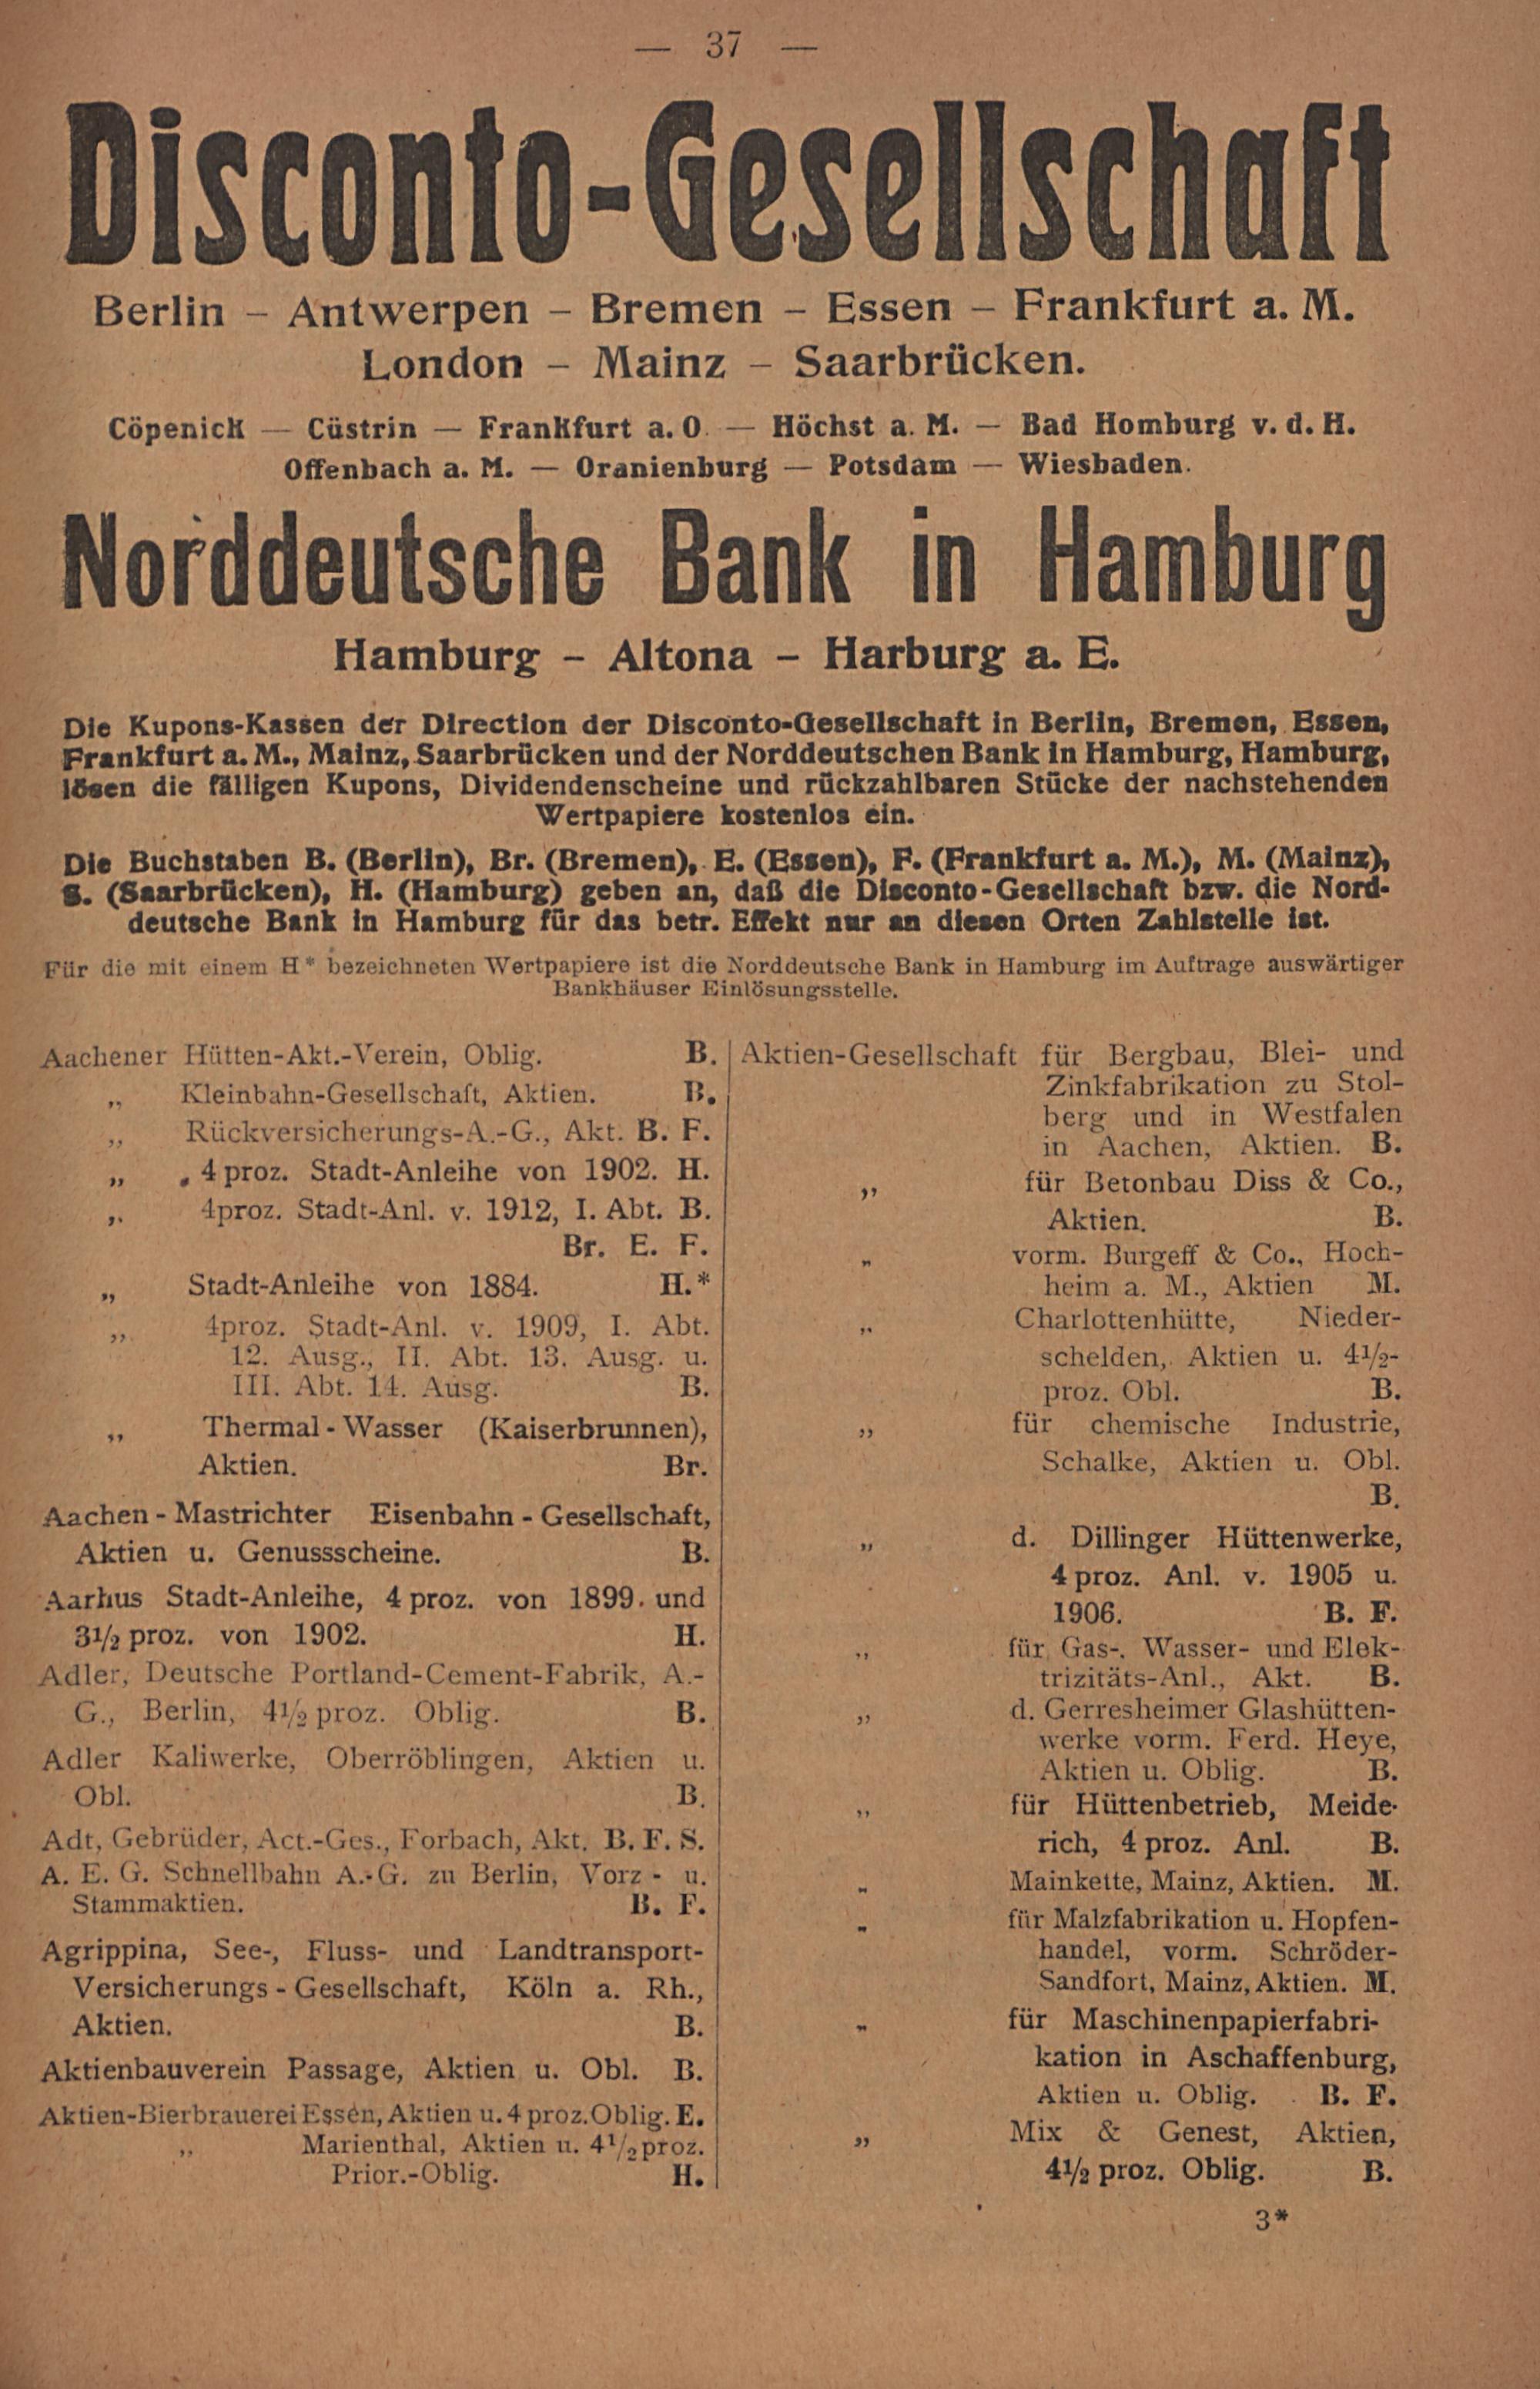 — 37 —
Disconto-Gesellschaft
Berlin – Antwerpen – Bremen – Essen – Frankfurt a. M.
London – Mainz – Saarbrücken.
Cöpenick — Cüstrin — Frankfurt a. O. — Höchst a. M. — Bad Homburg v. d. H.
Offenbach a. M. — Oranienburg — Potsdam — Wiesbaden.
Norddeutsche Bank in Hamburg
Hamburg – Altona – Harburg a. E.
Die Kupons-Kassen der Direction der Disconto-Gesellschaft in Berlin, Bremen, Essen,
Frankfurt a. M., Mainz, Saarbrücken und der Norddeutschen Bank in Hamburg, Hamburg,
lösen die fälligen Kupons, Dividendenscheine und rückzahlbaren Stücke der nachstehenden
Wertpapiere kostenlos ein.
Die Buchstaben B. (Berlin), Br. (Bremen), E. (Essen), F. (Frankfurt a. M.), M. (Mainz),
S. (Saarbrücken), H. (Hamburg) geben an, daß die Disconto-Gesellschaft bzw. die Nord-
deutsche Bank in Hamburg für das betr. Effekt nur an diesen Orten Zahlstelle ist.
Für die mit einem H* bezeichneten Wertpapiere ist die Norddeutsche Bank in Hamburg im Auftrage auswärtiger
Bankhäuser Einlösungsstelle.
Aachener Hütten-Akt.-Verein, Oblig. B.
„ Kleinbahn-Gesellschaft, Aktien. B.
„ Rückversicherungs-A.-G., Akt. B. F.
„ 4 proz. Stadt-Anleihe von 1902. H.
„ 4proz. Stadt-Anl. v. 1912, I. Abt. B.
Br. E. F.
„ Stadt-Anleihe von 1884. H.*
„ 4proz. Stadt-Anl. v. 1909, I. Abt.
12. Ausg., II. Abt. 13. Ausg. u.
III. Abt. 14. Ausg. B.
„ Thermal-Wasser (Kaiserbrunnen),
Aktien. Br.
Aachen-Mastrichter Eisenbahn-Gesellschaft,
Aktien u. Genussscheine. B.
Aarhus Stadt-Anleihe, 4 proz. von 1899. und
3½ proz. von 1902. H.
Adler, Deutsche Portland-Cement-Fabrik, A.-
G., Berlin, 4½ proz. Oblig. B.
Adler Kaliwerke, Oberröblingen, Aktien u.
Obl. B.
Adt, Gebrüder, Act.-Ges., Forbach, Akt. B. F. S.
A. E. G. Schnellbahn A.-G. zu Berlin, Vorz- u.
Stammaktien. B. F.
Agrippina, See-, Fluss- und Landtransport-
Versicherungs-Gesellschaft, Köln a. Rh.,
Aktien. B.
Aktienbauverein Passage, Aktien u. Obl. B.
Aktien-Bierbrauerei Essen, Aktien u. 4 proz. Oblig. E.
„ Marienthal, Aktien u. 4½ proz.
Prior.-Oblig. H.
Aktien-Gesellschaft für Bergbau, Blei- und
Zinkfabrikation zu Stol-
berg und in Westfalen
in Aachen, Aktien. B.
„ für Betonbau Diss & Co.,
Aktien. B.
„ vorm. Burgeff & Co., Hoch-
heim a. M., Aktien M.
„ Charlottenhütte, Nieder-
schelden, Aktien u. 4½-
proz. Obl. B.
„ für chemische Industrie,
Schalke, Aktien u. Obl.
B.
„ d. Dillinger Hüttenwerke,
4 proz. Anl. v. 1905 u.
1906. B. F.
„ für Gas-, Wasser- und Elek-
trizitäts-Anl., Akt. B.
„ d. Gerresheimer Glashütten-
werke vorm. Ferd. Heye,
Aktien u. Oblig. B.
„ für Hüttenbetrieb, Meide-
rich, 4 proz. Anl. B.
„ Mainkette, Mainz, Aktien. M.
„ für Malzfabrikation u. Hopfen-
handel, vorm. Schröder-
Sandfort, Mainz, Aktien. M.
„ für Maschinenpapierfabri-
kation in Aschaffenburg,
Aktien u. Oblig. B. F.
„ Mix & Genest, Aktien,
4½ proz. Oblig. B.
3*